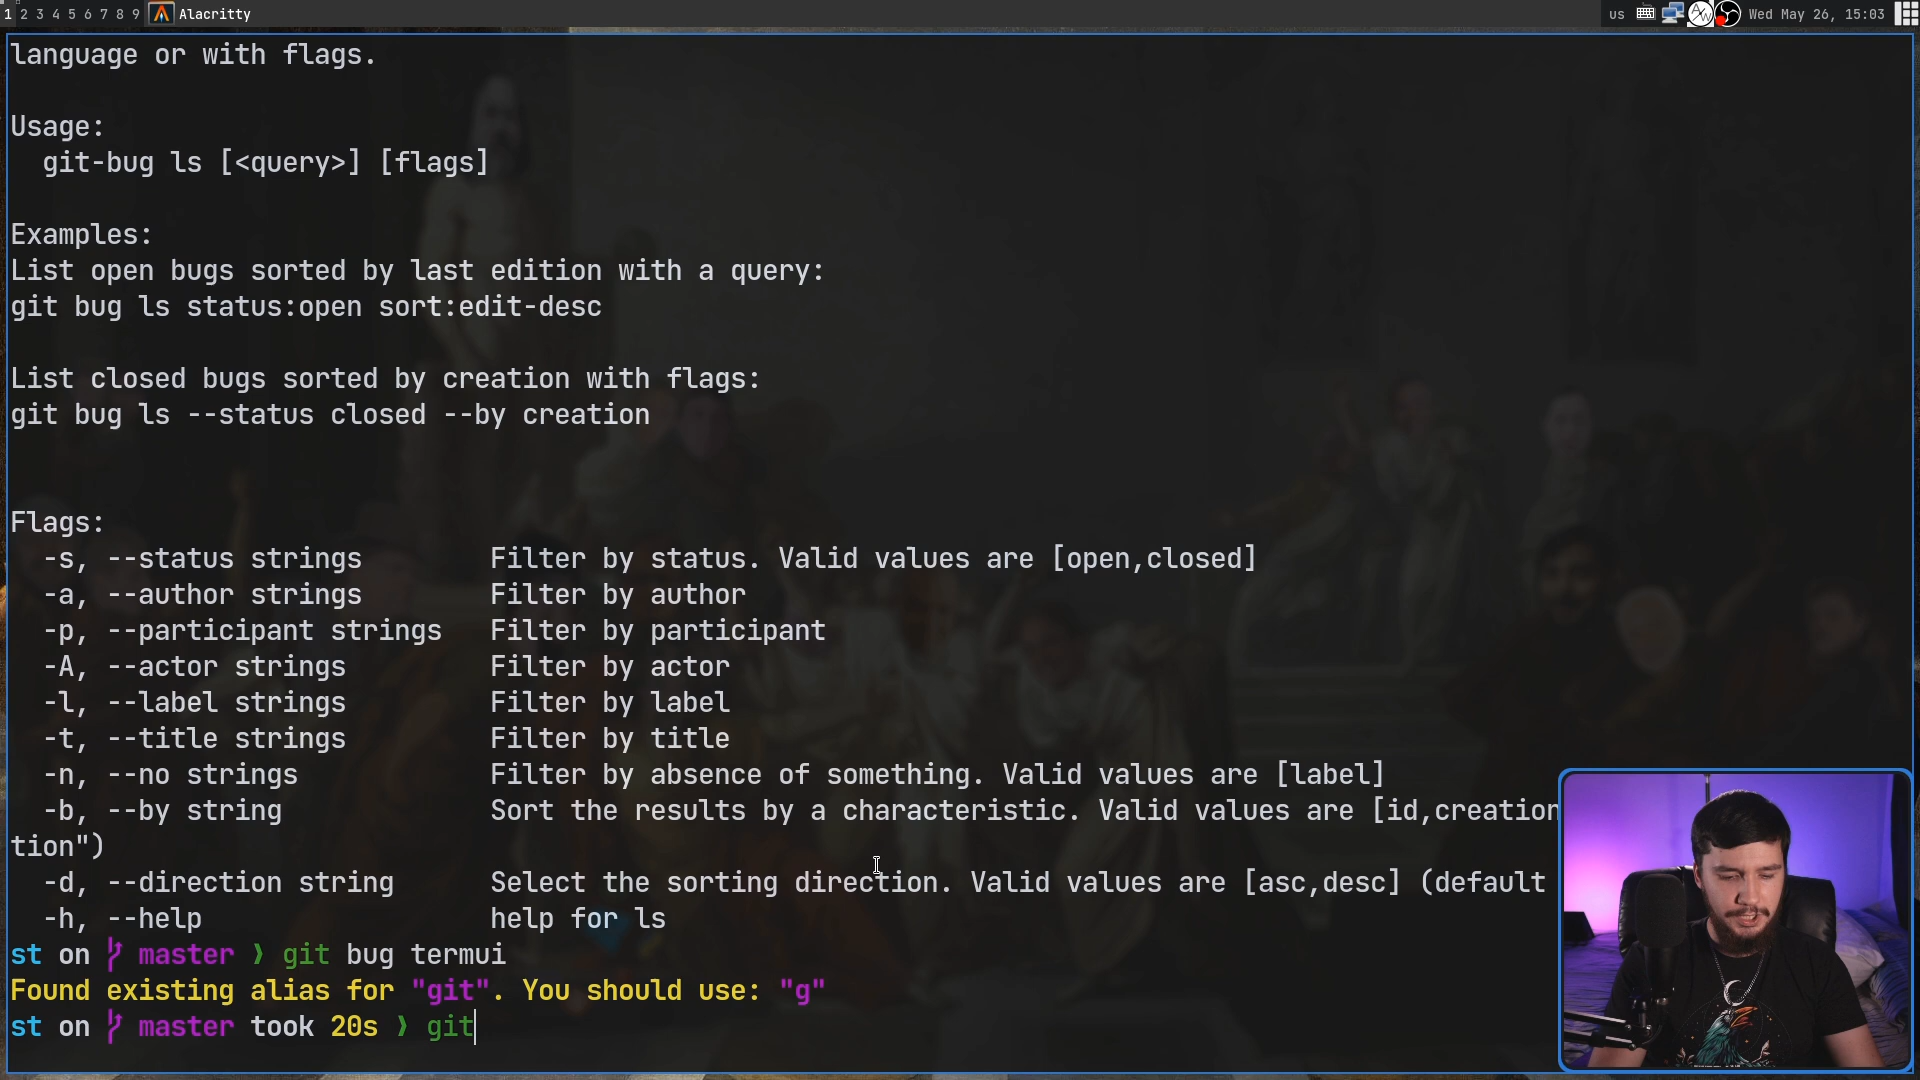 1 2 3 4 5 6 7 8 9 Alacritty us Wed May 26, 15:03
language or with flags.
Usage:
git-bug ls [<query>] [flags]
Examples:
List open bugs sorted by last edition with a query:
git bug ls status:open sort:edit-desc
List closed bugs sorted by creation with flags:
git bug ls --status closed --by creation
Flags:
-s, --status strings Filter by status. Valid values are [open,closed]
-a, --author strings Filter by author
-p, --participant strings Filter by participant
-A, --actor strings Filter by actor
-l, --label strings Filter by label
-t, --title strings Filter by title
-n, --no strings Filter by absence of something. Valid values are [label]
-b, --by string Sort the results by a characteristic. Valid values are [id,creation
tion")
-d, --direction string Select the sorting direction. Valid values are [asc,desc] (default
-h, --help help for ls
st on master ❯ git bug termui
Found existing alias for "git". You should use: "g"
st on master took 20s ❯ git